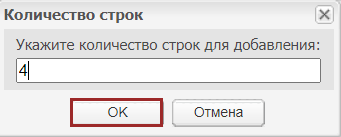 Количество строк
Укажите количество строк для добавления:
4
OK
Отмена